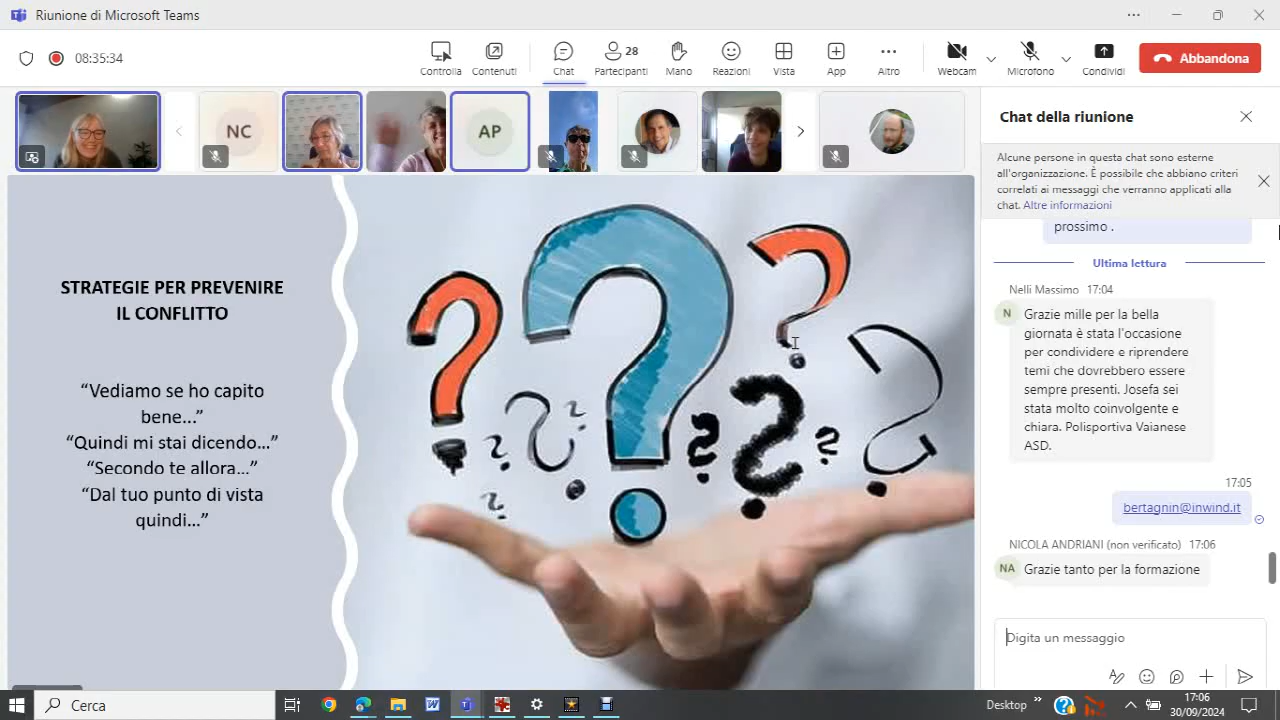 Riunione di Microsoft Teams
08:35:34
Controlla
Contenuti
Chat
28
Partecipanti
Mano
Reazioni
Vista
App
Altro
Webcam
Microfono
Condividi
Abbandona
NC
AP
STRATEGIE PER PREVENIRE
IL CONFLITTO
“Vediamo se ho capito
bene...”
“Quindi mi stai dicendo...”
“Secondo te allora...”
“Dal tuo punto di vista
quindi...”
Chat della riunione
Alcune persone in questa chat sono esterne
all'organizzazione. È possibile che abbiano criteri
correlati ai messaggi che verranno applicati alla
chat. Altre informazioni
prossimo .
Ultima lettura
Nelli Massimo 17:04
N
Grazie mille per la bella
giornata è stata l'occasione
per condividere e riprendere
temi che dovrebbero essere
sempre presenti. Josefa sei
stata molto coinvolgente e
chiara. Polisportiva Vaianese
ASD.
17:05
bertagnin@inwind.it
NICOLA ANDRIANI (non verificato) 17:06
NA
Grazie tanto per la formazione
Digita un messaggio
Cerca
Desktop
17:06
30/09/2024